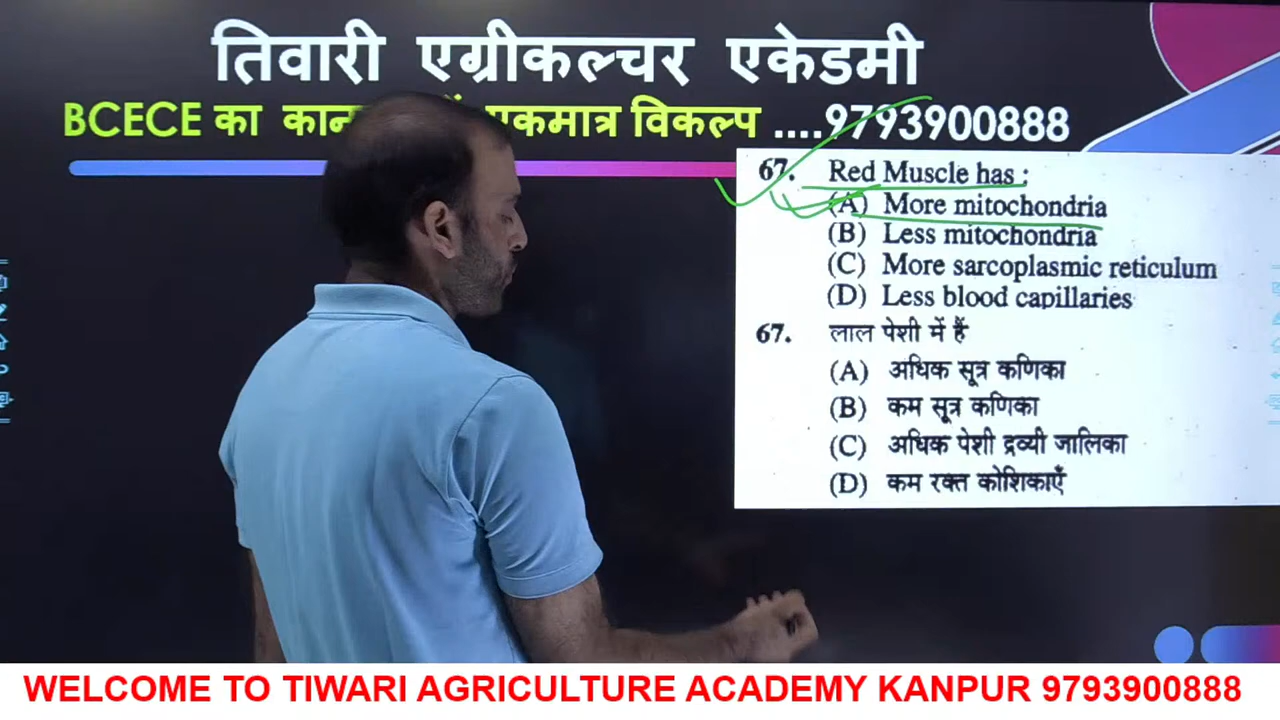 तिवारी एग्रीकल्चर एकेडमी
BCECE का एकमात्र विकल्प ....9793900888
67. Red Muscle has :
(A) More mitochondria
(B) Less mitochondria
(C) More sarcoplasmic reticulum
(D) Less blood capillaries
67. लाल पेशी में हैं
(A) अधिक सूत्र कणिका
(B) कम सूत्र कणिका
(C) अधिक पेशी द्रव्यी जालिका
(D) कम रक्त कोशिकाएँ
WELCOME TO TIWARI AGRICULTURE ACADEMY KANPUR 9793900888